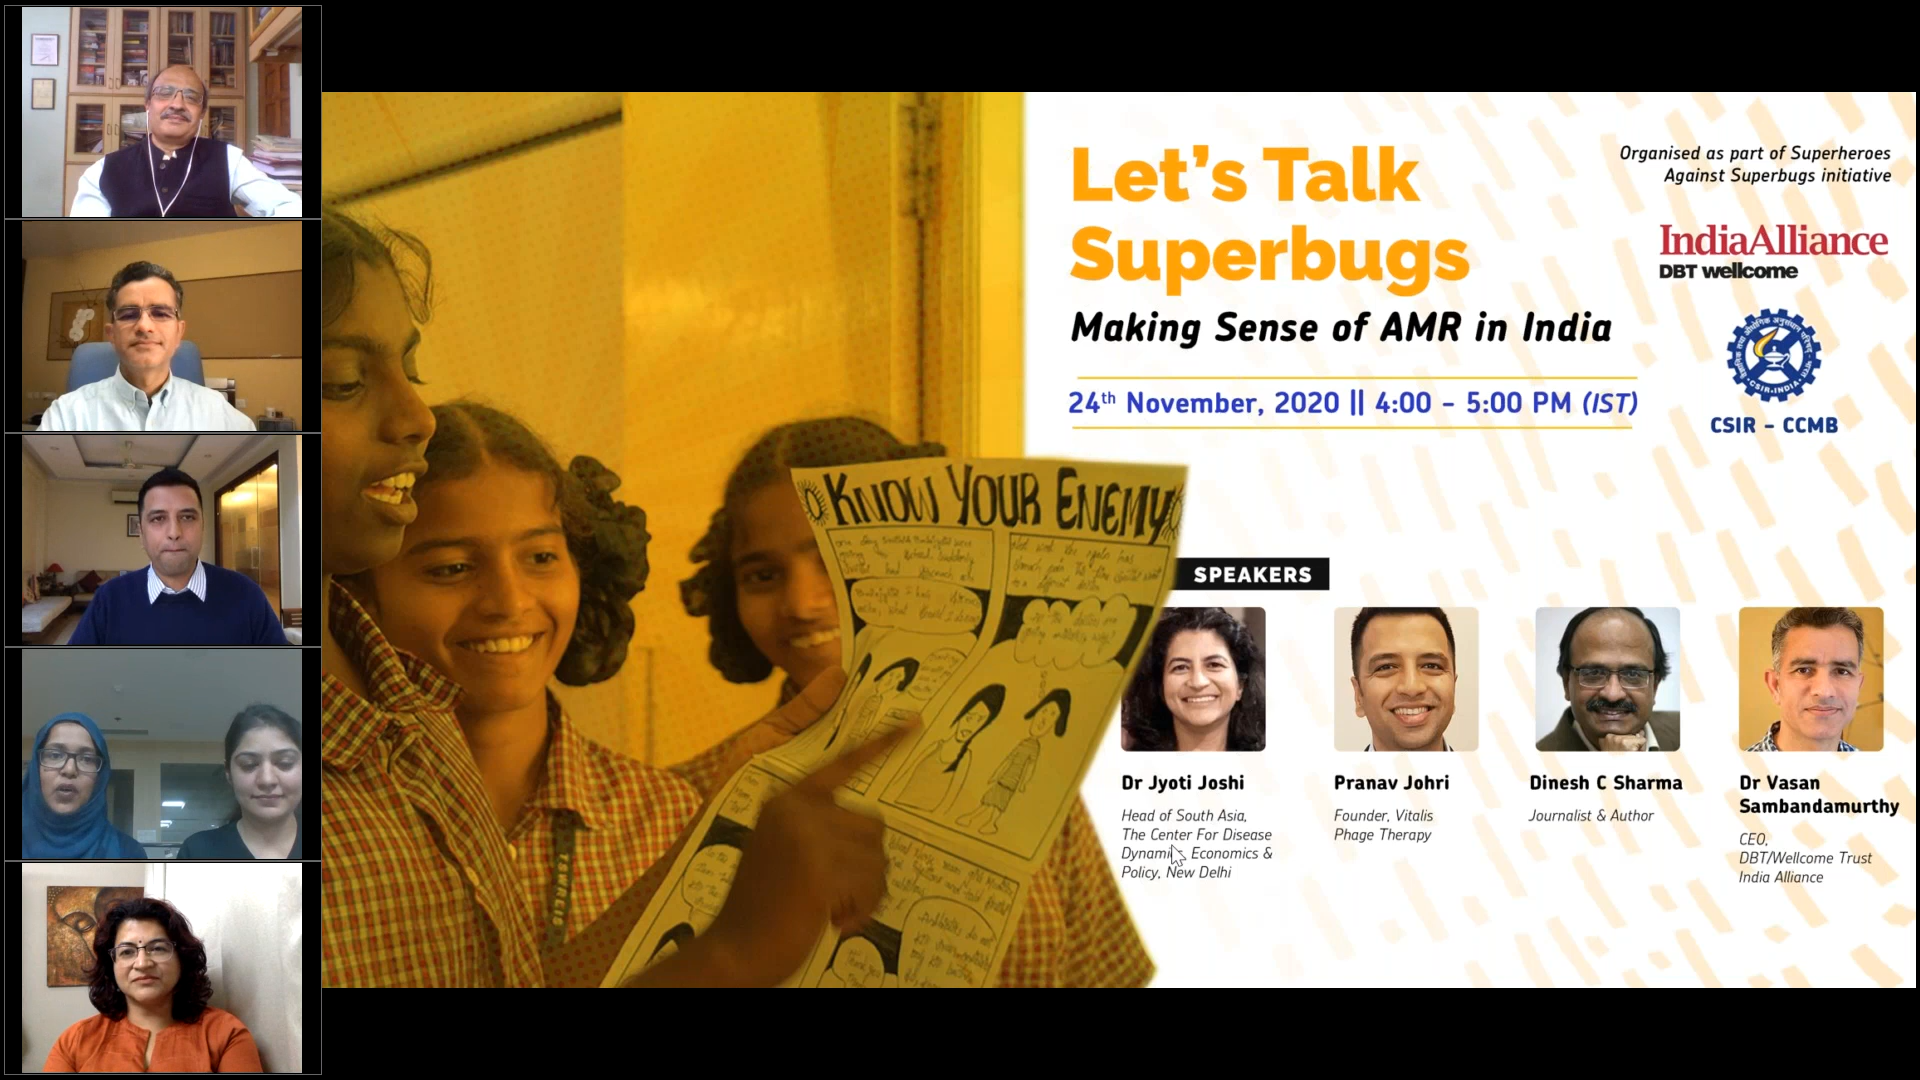 Let's Talk
Superbugs
Making Sense of AMR in India
24th November, 2020 || 4:00 - 5:00 PM (IST)
Organised as part of Superheroes
Against Superbugs initiative
IndiaAlliance
DBT wellcome
CSIR-INDIA
CSIR - CCMB
KNOW YOUR ENEMY
SPEAKERS
Dr Jyoti Joshi
Head of South Asia,
The Center For Disease
Dynamics, Economics &
Policy, New Delhi
Pranav Johri
Founder, Vitalis
Phage Therapy
Dinesh C Sharma
Journalist & Author
Dr Vasan
Sambandamurthy
CEO,
DBT/Wellcome Trust
India Alliance